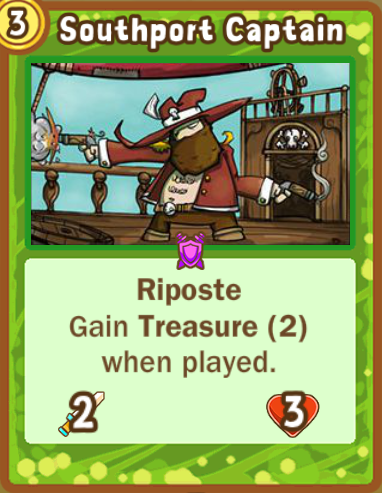 3 Southport Captain
Riposte
Gain Treasure (2)
when played.
2 3